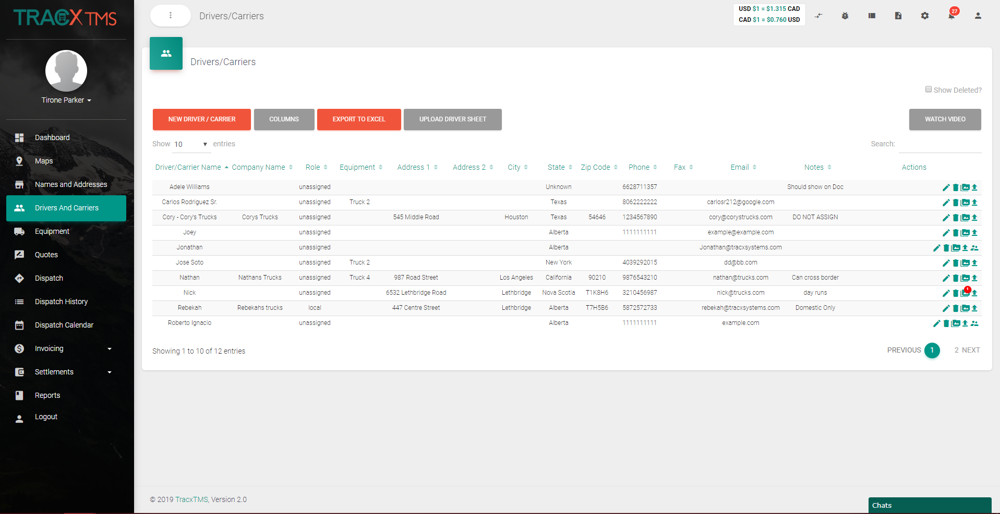 TRACX TMS
Tirone Parker
Dashboard
Maps
Names and Addresses
Drivers And Carriers
Equipment
Quotes
Dispatch
Dispatch History
Dispatch Calendar
Invoicing
Settlements
Reports
Logout
Drivers/Carriers
USD $1 = $1.315 CAD
CAD $1 = $0.760 USD
27
Drivers/Carriers
Show Deleted?
NEW DRIVER / CARRIER COLUMNS EXPORT TO EXCEL UPLOAD DRIVER SHEET WATCH VIDEO
Show 10 entries Search:
Driver/Carrier Name Company Name Role Equipment Address 1 Address 2 City State Zip Code Phone Fax Email Notes Actions
Adele Williams unassigned Unknown 6628711357 Should show on Doc
Carlos Rodriguez Sr. unassigned Truck 2 Texas 8062222222 carlosr212@google.com
Cory - Cory's Trucks Corys Trucks unassigned 545 Middle Road Houston Texas 54646 1234567890 cory@corystrucks.com DO NOT ASSIGN
Joey unassigned Alberta 1111111111 example@example.com
Jonathan unassigned Alberta Jonathan@tracxsystems.com
Jose Soto unassigned Truck 2 New York 4039292015 dd@bb.com
Nathan Nathans Trucks unassigned Truck 4 987 Road Street Los Angeles California 90210 9876543210 nathan@trucks.com Can cross border
Nick unassigned 6532 Lethbridge Road Lethbridge Nova Scotia T1K8H6 3210456987 nick@trucks.com day runs 1
Rebekah Rebekahs trucks local 447 Centre Street Lethbridge Alberta T7H5B6 5872572733 rebekah@tracxsystems.com Domestic Only
Roberto Ignacio unassigned Alberta 1111111111 example.com
Showing 1 to 10 of 12 entries PREVIOUS 1 2 NEXT
© 2019 TracxTMS, Version 2.0
Chats